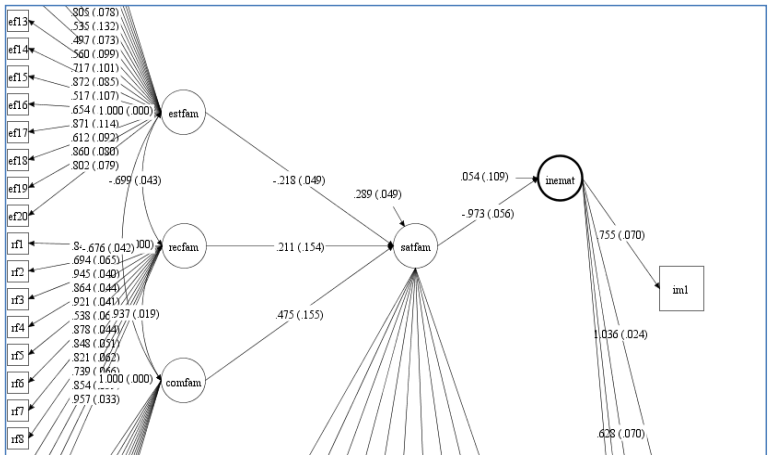 ef13
ef14
ef15
ef16
ef17
ef18
ef19
ef20
rf1
rf2
rf3
rf4
rf5
rf6
rf7
rf8
.805 (.078)
.535 (.132)
.497 (.073)
.560 (.099)
.717 (.101)
.872 (.085)
.517 (.107)
.654 (
1.000 (.000)
.871 (.114)
.612 (.092)
.860 (.080)
.802 (.079)
estfam
-.699 (.043)
-.676 (.042)
recfam
.694 (.065)
.945 (.040)
.864 (.044)
.921 (.041)
.937 (.019)
.538 (.06
.878 (.044)
.848 (.051)
.821 (.062)
.739 (.066)
1.000 (.000)
.854
.957 (.033)
comfam
-.218 (.049)
.211 (.154)
.475 (.155)
.289 (.049)
satfam
.054 (.109)
-.973 (.056)
inemat
.755 (.070)
im1
1.036 (.024)
.628 (.070)